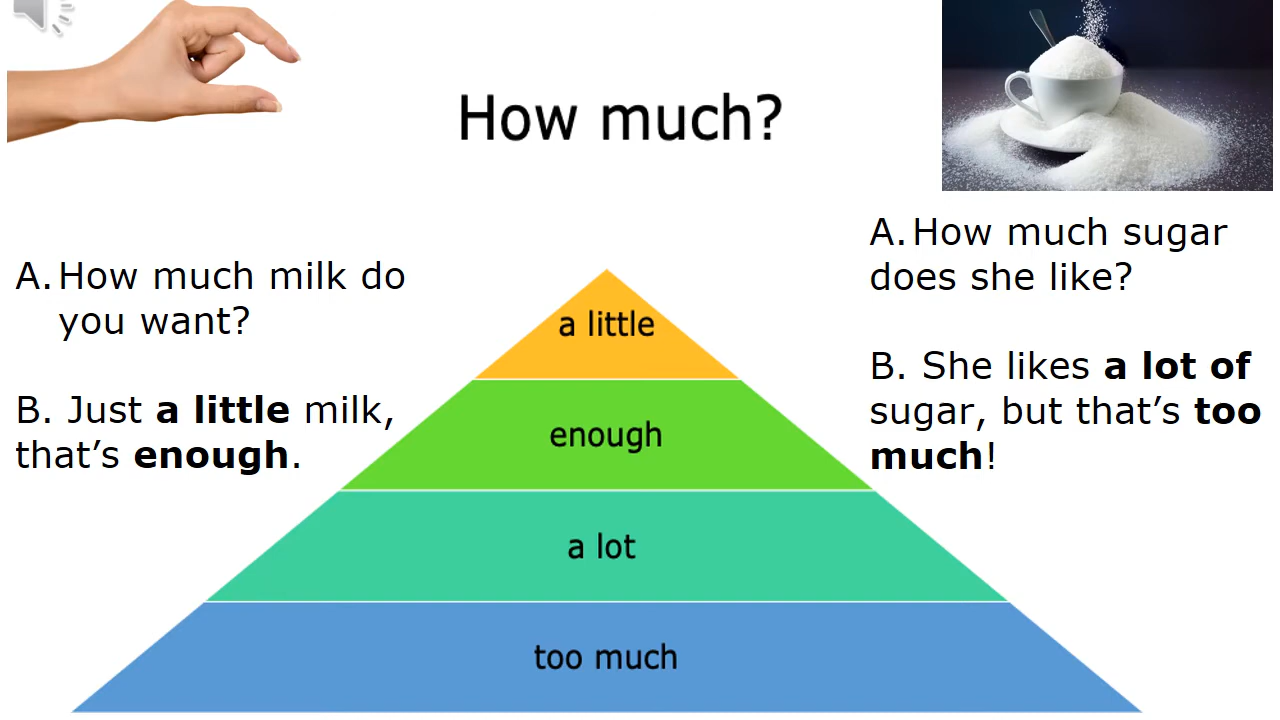 How much?
A. How much milk do
you want?
B. Just a little milk,
that’s enough.
a little
enough
a lot
too much
A. How much sugar
does she like?
B. She likes a lot of
sugar, but that’s too
much!